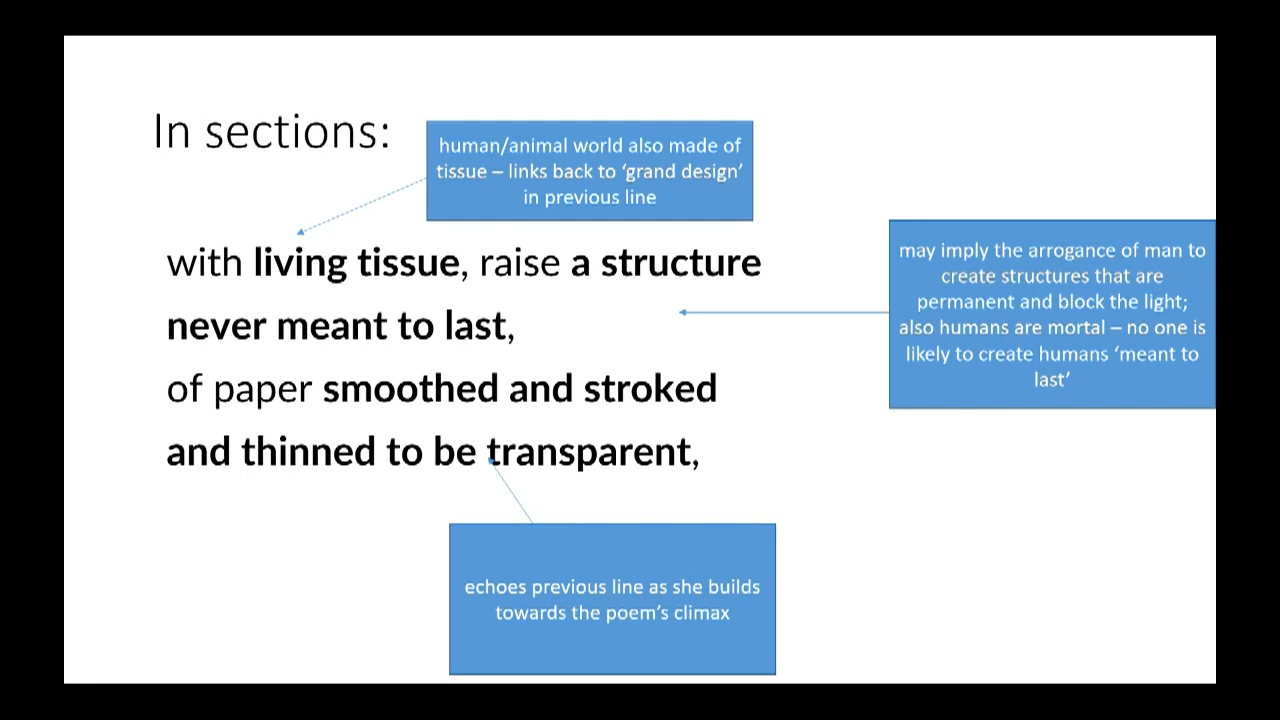 In sections:
human/animal world also made of
tissue – links back to ‘grand design’
in previous line
with living tissue, raise a structure
never meant to last,
of paper smoothed and stroked
and thinned to be transparent,
may imply the arrogance of man to
create structures that are
permanent and block the light;
also humans are mortal – no one is
likely to create humans ‘meant to
last’
echoes previous line as she builds
towards the poem’s climax